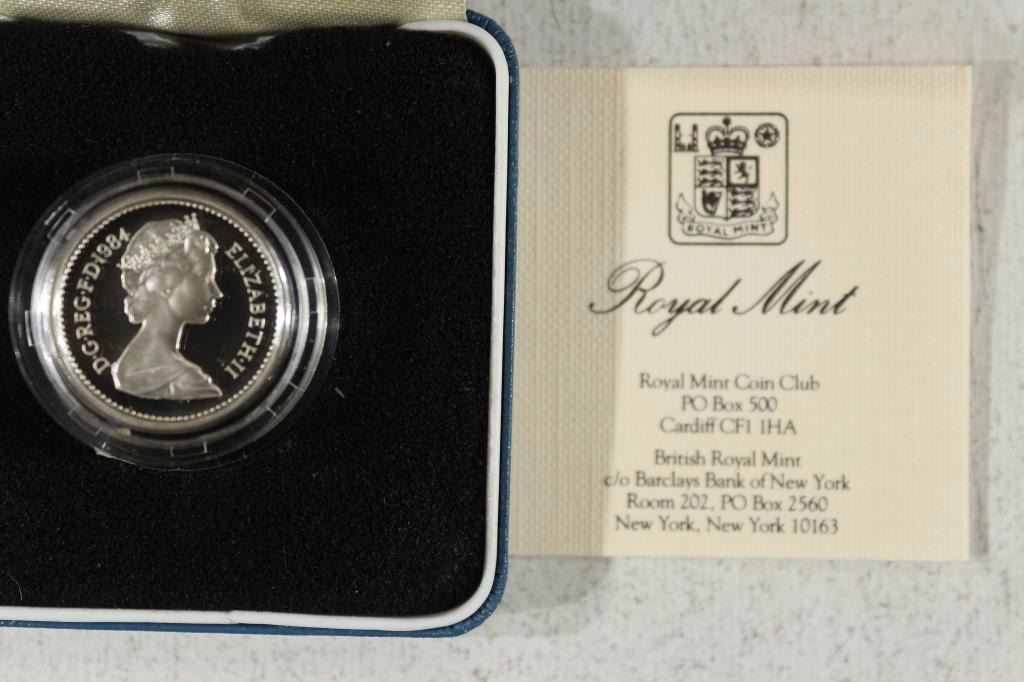 D·G·REG·F·D·1984
ELIZABETH·II
ROYAL MINT
Royal Mint
Royal Mint Coin Club
PO Box 500
Cardiff CF1 1HA
British Royal Mint
c/o Barclays Bank of New York
Room 202, PO Box 2560
New York, New York 10163